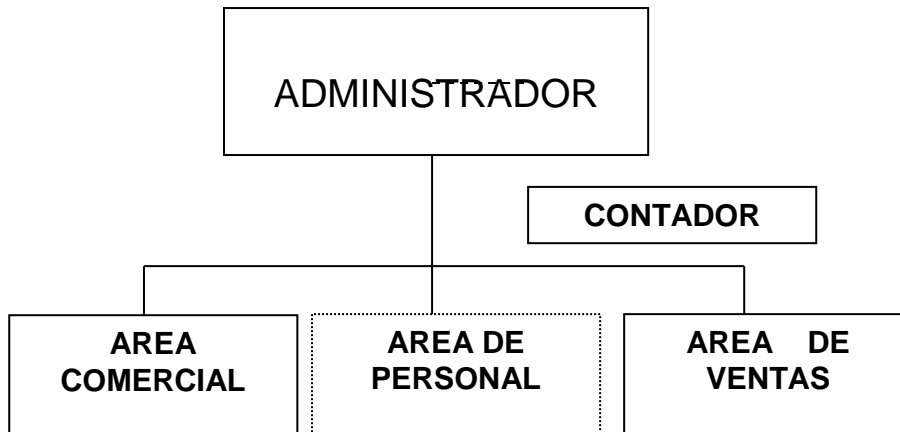 ADMINISTRADOR
CONTADOR
AREA
COMERCIAL
AREA DE
PERSONAL
AREA DE
VENTAS